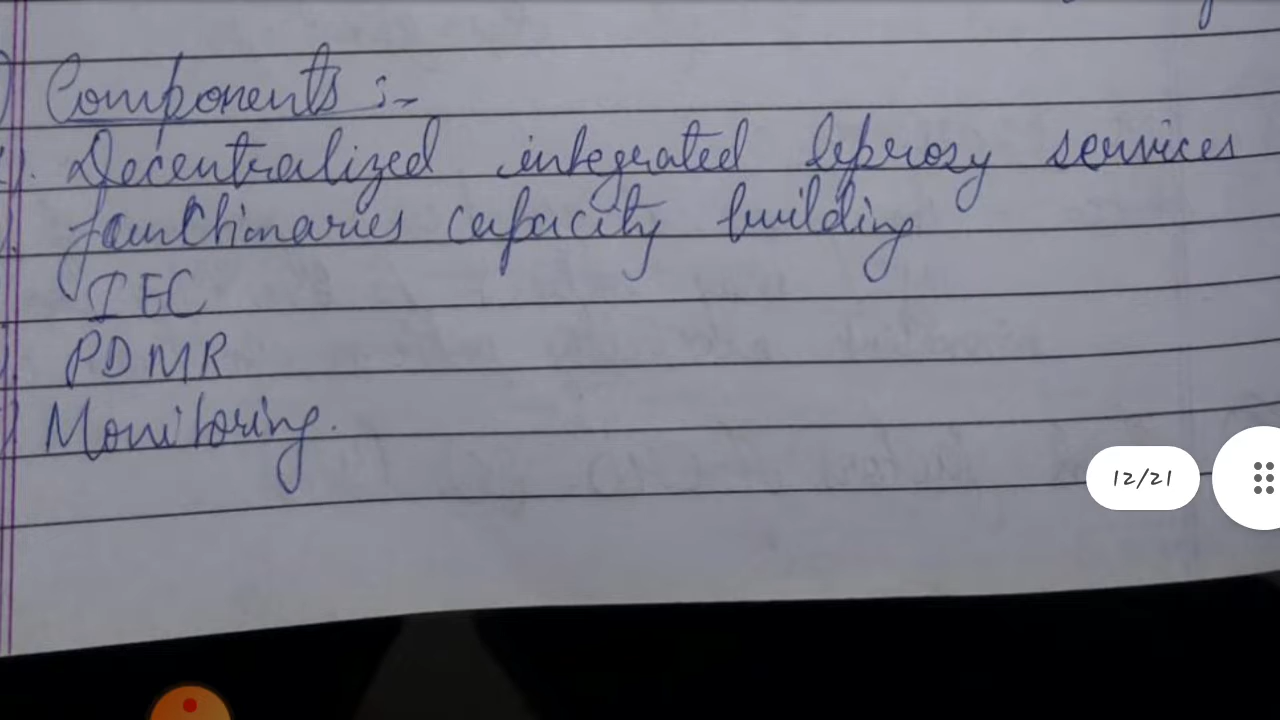 Components :-
Decentralized integrated leprosy services
functionaries capacity building
IEC
PDMR
Monitoring.
12/21